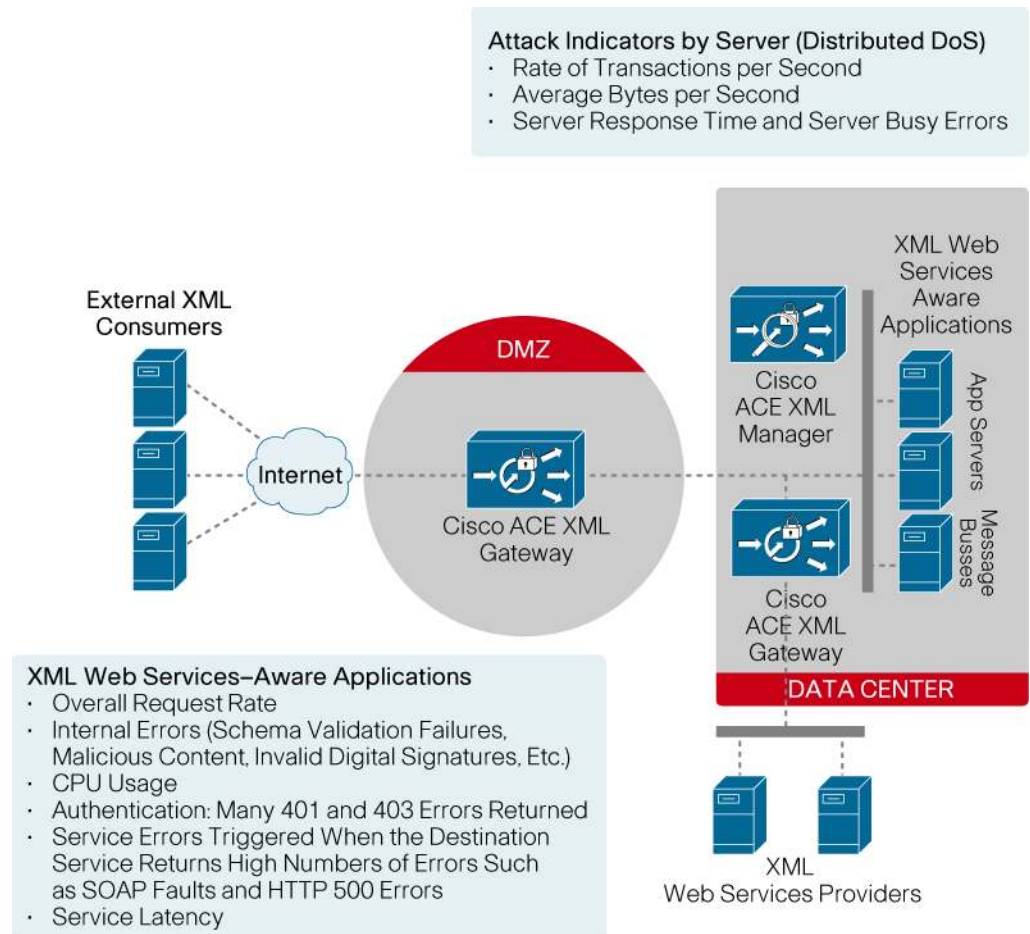 Attack Indicators by Server (Distributed DoS)
· Rate of Transactions per Second
· Average Bytes per Second
· Server Response Time and Server Busy Errors
External XML
Consumers
Internet
DMZ
Cisco ACE XML
Gateway
XML Web
Services
Aware
Applications
Cisco
ACE XML
Manager
App Servers
Message
Busses
Cisco
ACE XML
Gateway
DATA CENTER
XML
Web Services Providers
XML Web Services–Aware Applications
· Overall Request Rate
· Internal Errors (Schema Validation Failures,
Malicious Content, Invalid Digital Signatures, Etc.)
· CPU Usage
· Authentication: Many 401 and 403 Errors Returned
· Service Errors Triggered When the Destination
Service Returns High Numbers of Errors Such
as SOAP Faults and HTTP 500 Errors
· Service Latency